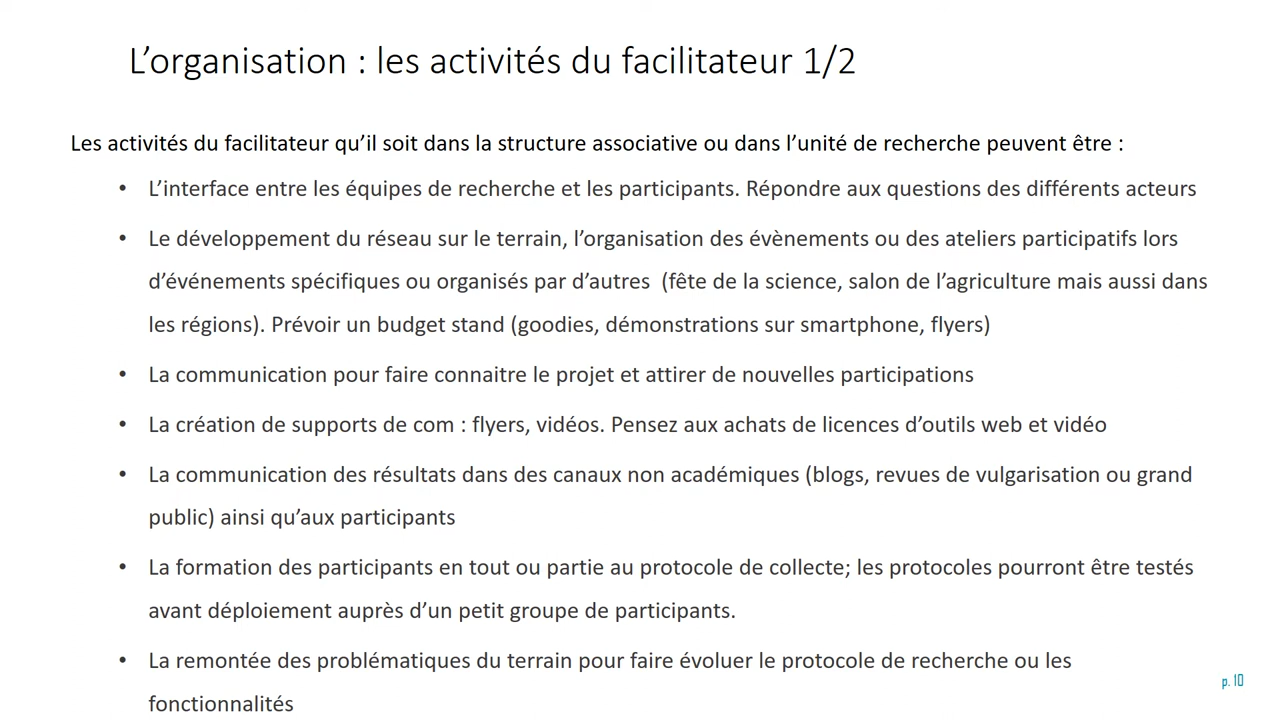 L’organisation : les activités du facilitateur 1/2
Les activités du facilitateur qu’il soit dans la structure associative ou dans l’unité de recherche peuvent être :
• L’interface entre les équipes de recherche et les participants. Répondre aux questions des différents acteurs
• Le développement du réseau sur le terrain, l’organisation des évènements ou des ateliers participatifs lors
d’événements spécifiques ou organisés par d’autres  (fête de la science, salon de l’agriculture mais aussi dans
les régions). Prévoir un budget stand (goodies, démonstrations sur smartphone, flyers)
• La communication pour faire connaitre le projet et attirer de nouvelles participations
• La création de supports de com : flyers, vidéos. Pensez aux achats de licences d’outils web et vidéo
• La communication des résultats dans des canaux non académiques (blogs, revues de vulgarisation ou grand
public) ainsi qu’aux participants
• La formation des participants en tout ou partie au protocole de collecte; les protocoles pourront être testés
avant déploiement auprès d’un petit groupe de participants.
• La remontée des problématiques du terrain pour faire évoluer le protocole de recherche ou les
fonctionnalités
p. 10